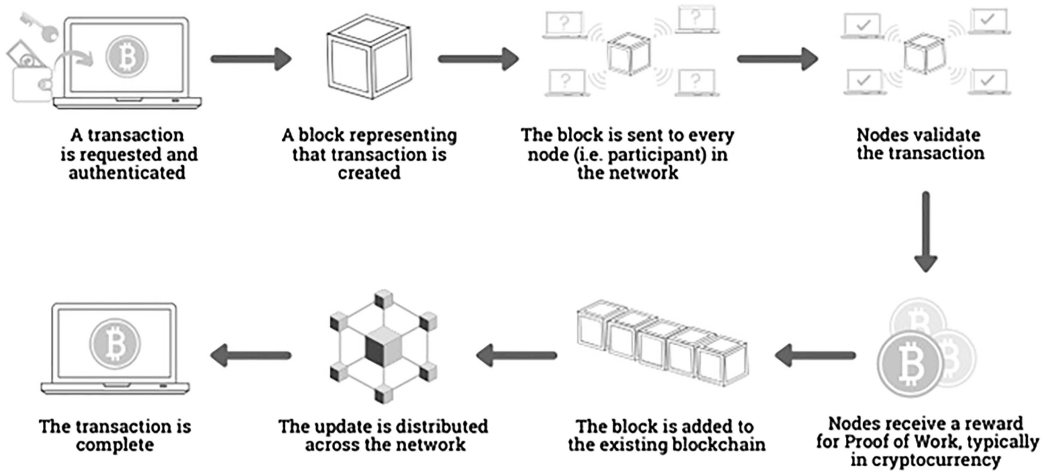 A transaction
is requested and
authenticated
A block representing
that transaction is
created
The block is sent to every
node (i.e. participant) in
the network
Nodes validate
the transaction
Nodes receive a reward
for Proof of Work, typically
in cryptocurrency
The block is added to
the existing blockchain
The update is distributed
across the network
The transaction is
complete